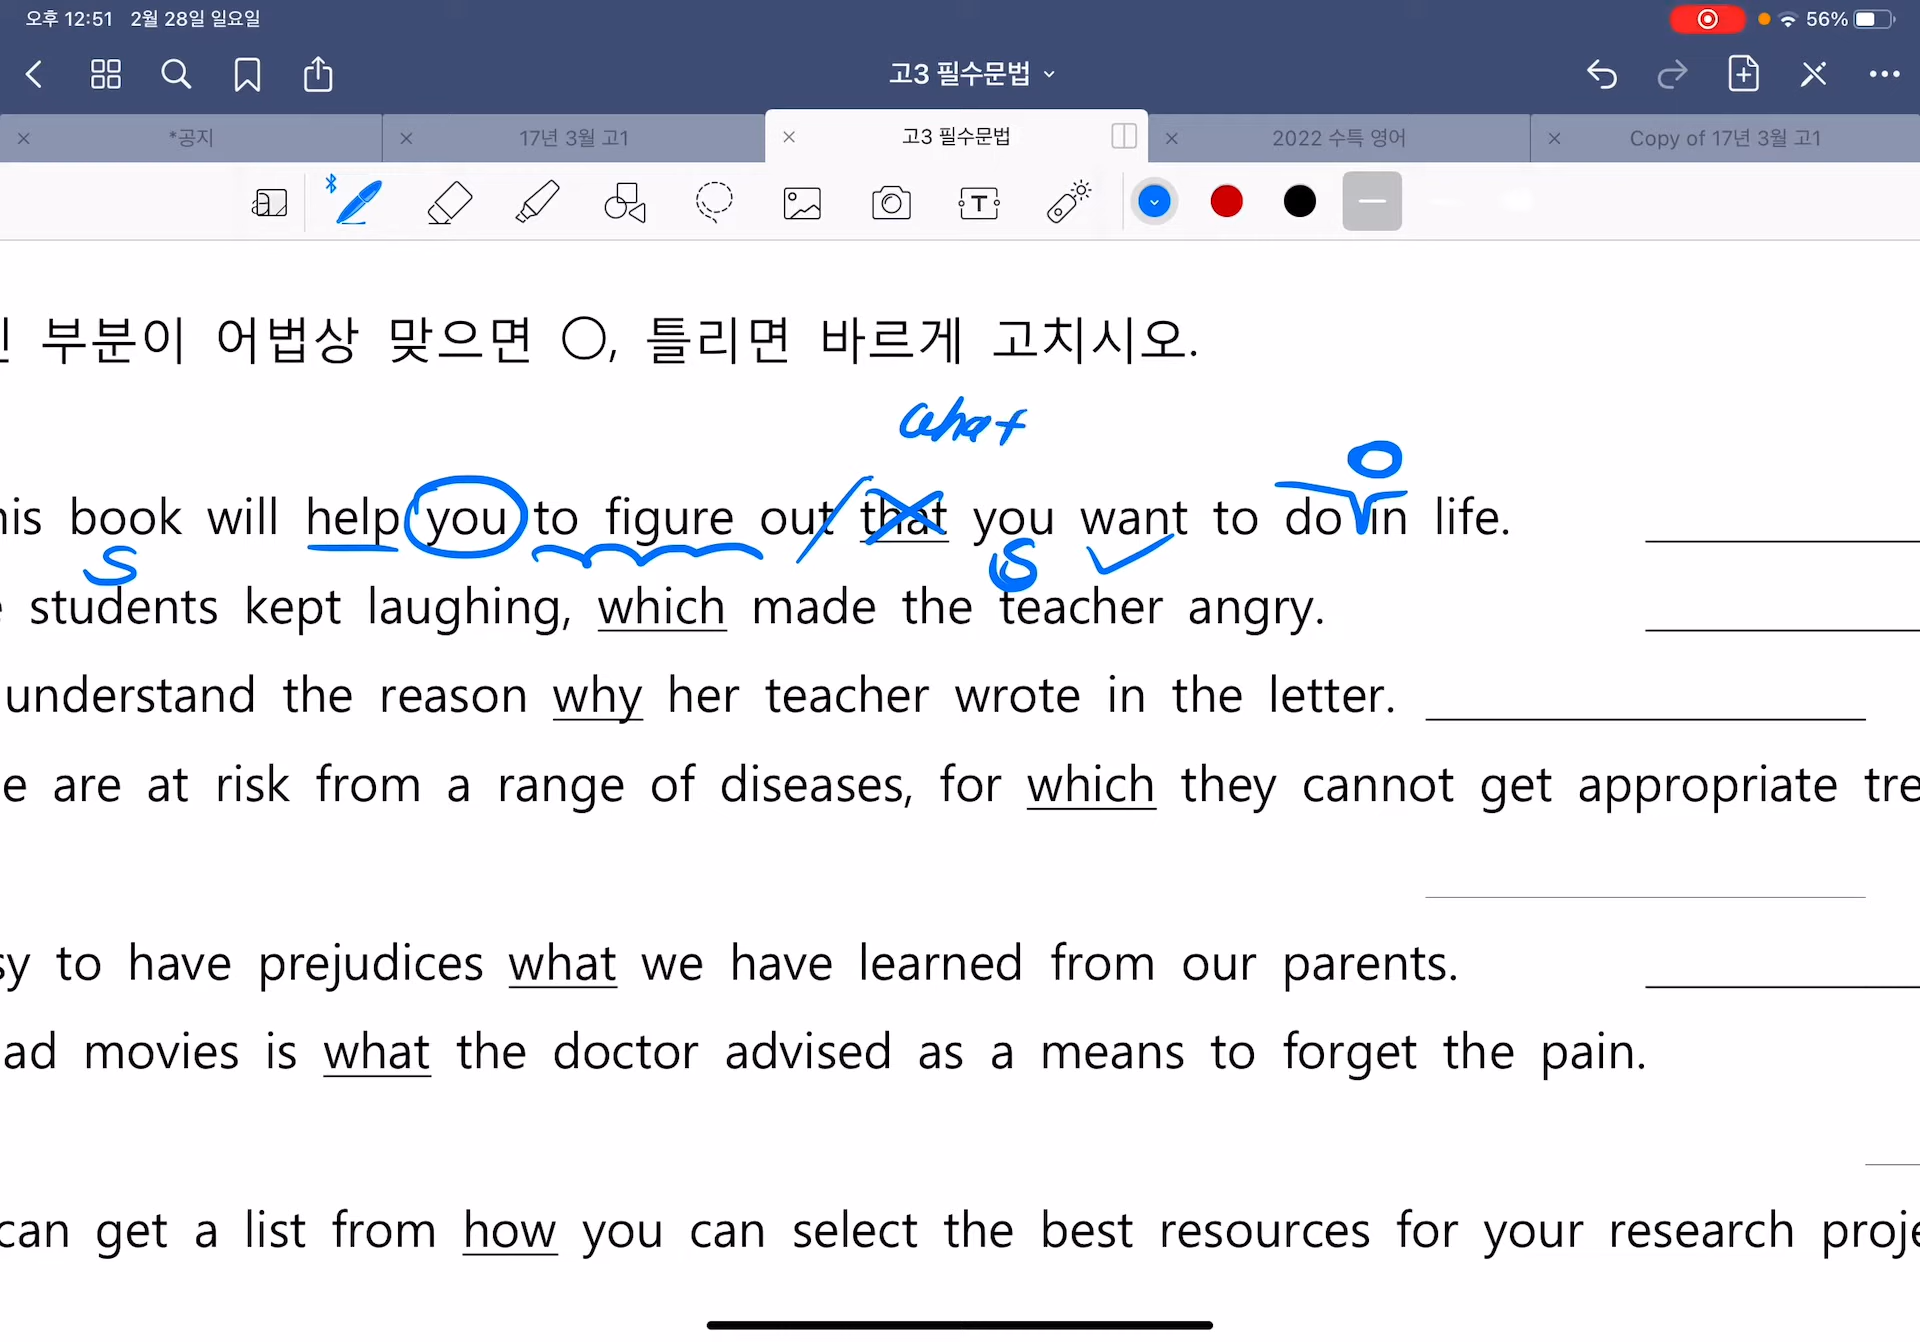 오후 12:51 2월 28일 일요일 56%
고3 필수문법
*공지 17년 3월 고1 고3 필수문법 2022 수특 영어 Copy of 17년 3월 고1
부분이 어법상 맞으면 ○, 틀리면 바르게 고치시오.
what
O
his book will help you to figure out that you want to do in life.
S S
e students kept laughing, which made the teacher angry.
understand the reason why her teacher wrote in the letter.
e are at risk from a range of diseases, for which they cannot get appropriate tre
sy to have prejudices what we have learned from our parents.
ad movies is what the doctor advised as a means to forget the pain.
can get a list from how you can select the best resources for your research proje